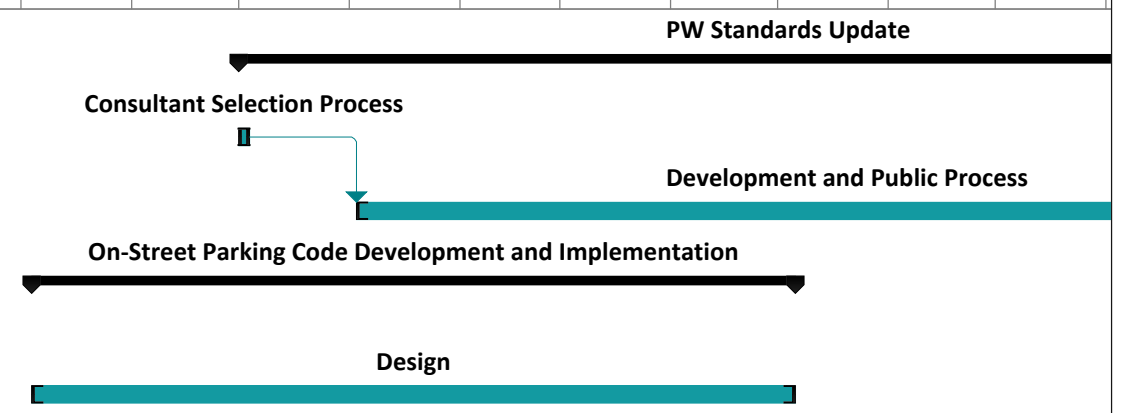 PW Standards Update
Consultant Selection Process
Development and Public Process
On-Street Parking Code Development and Implementation
Design